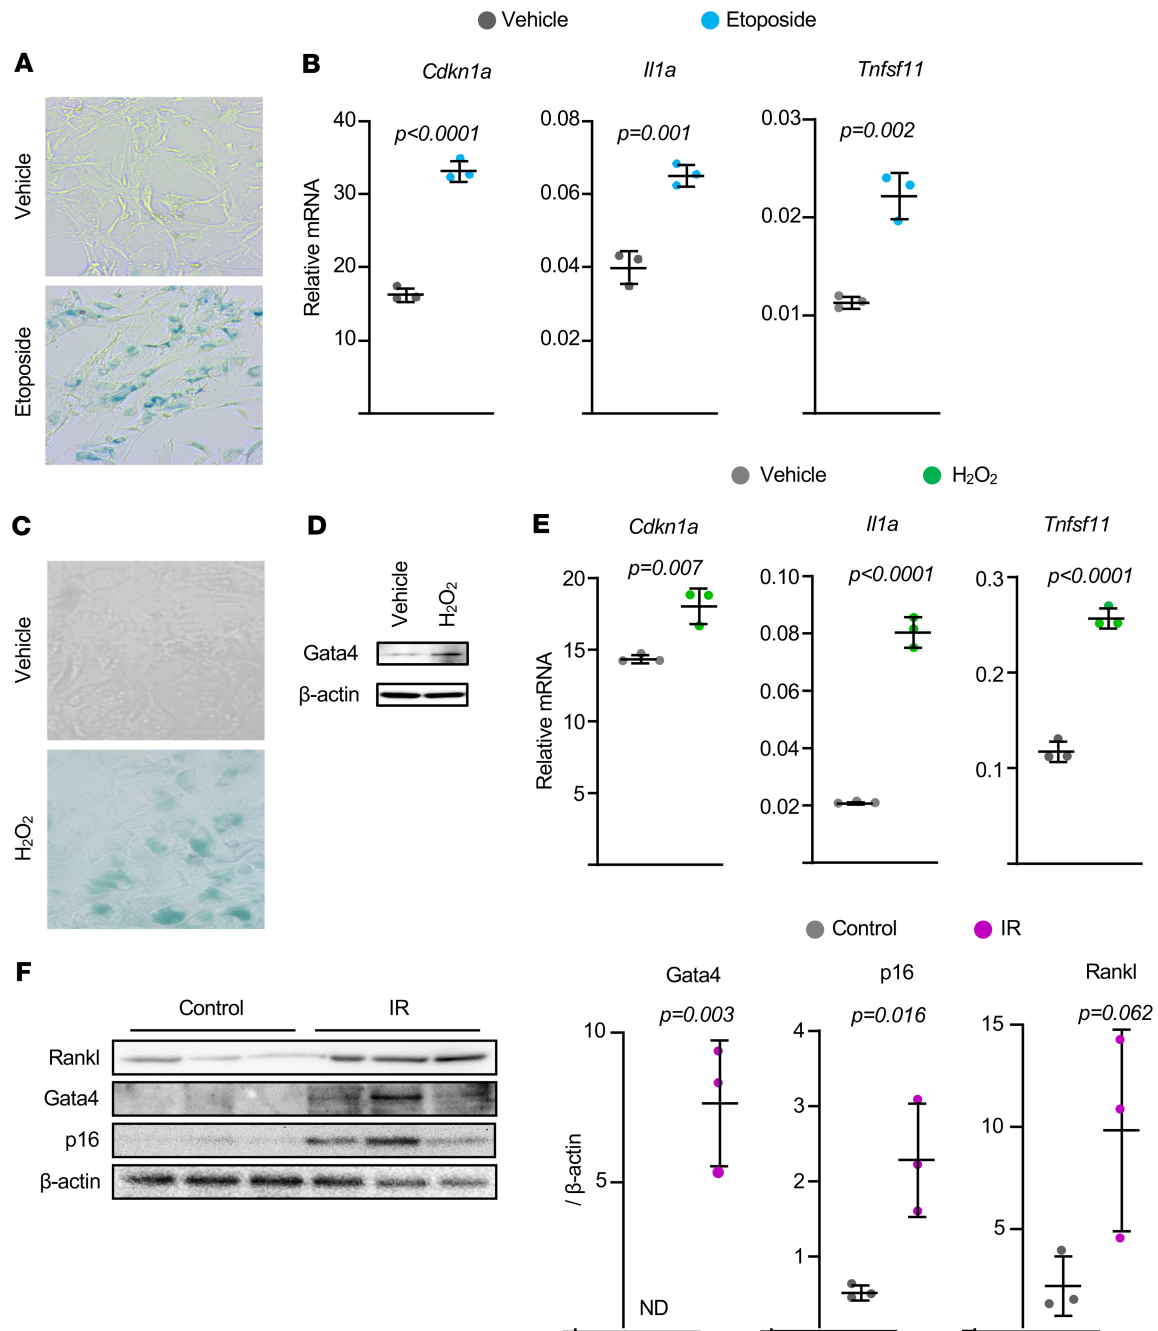 Vehicle Etoposide
A
Vehicle
Etoposide
B
Cdkn1a Il1a Tnfsf11
Relative mRNA
p<0.0001 p=0.001 p=0.002
40
30
20
10
0.08
0.06
0.04
0.02
0.03
0.02
0.01
C
Vehicle
H2O2
D
Vehicle
H2O2
Gata4
β-actin
Vehicle H2O2
E
Cdkn1a Il1a Tnfsf11
Relative mRNA
p=0.007 p<0.0001 p<0.0001
20
15
10
5
0.10
0.08
0.06
0.04
0.02
0.3
0.2
0.1
F
Control IR
Rankl
Gata4
p16
β-actin
Control IR
Gata4 p16 Rankl
p=0.003 p=0.016 p=0.062
/ β-actin
10
5
ND
4
3
2
1
15
10
5